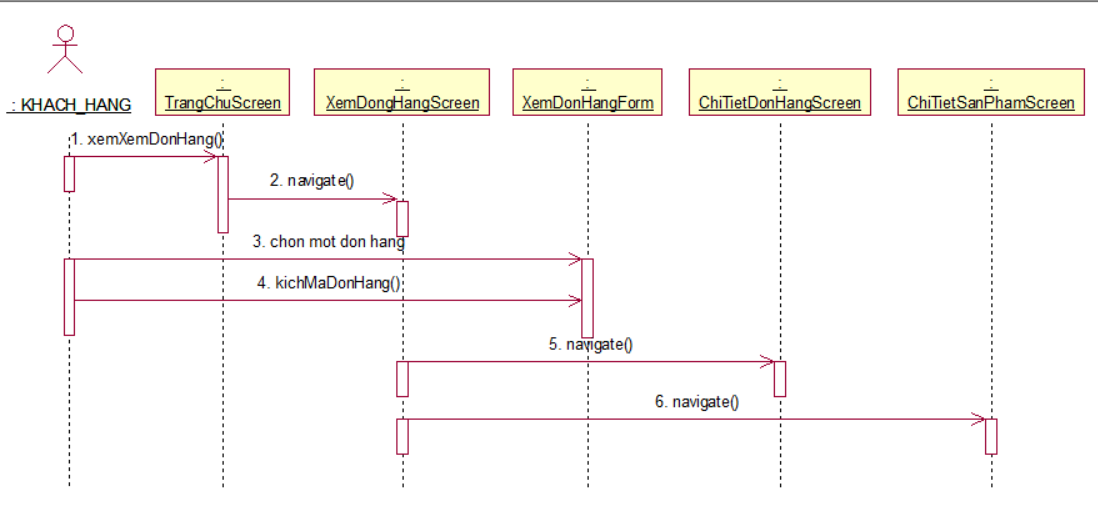 : KHACH_HANG
:
TrangChuScreen
:
XemDongHangScreen
:
XemDonHangForm
:
ChiTietDonHangScreen
:
ChiTietSanPhamScreen
1. xemXemDonHang()
2. navigate()
3. chon mot don hang
4. kichMaDonHang()
5. navigate()
6. navigate()